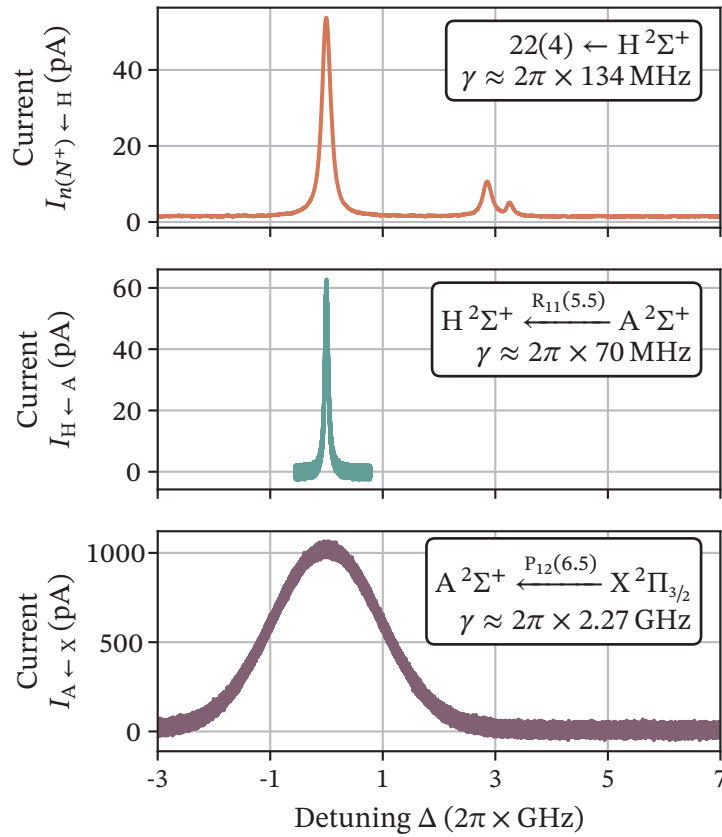 Current
I_{n(N⁺) ← H} (pA)
40
20
0
22(4) ← H ²Σ⁺
γ ≈ 2π × 134 MHz
Current
I_{H ← A} (pA)
60
40
20
0
R₁₁(5.5)
H ²Σ⁺ ⟵ A ²Σ⁺
γ ≈ 2π × 70 MHz
Current
I_{A ← X} (pA)
1000
500
0
P₁₂(6.5)
A ²Σ⁺ ⟵ X ²Π_{3/2}
γ ≈ 2π × 2.27 GHz
-3 -1 1 3 5 7
Detuning Δ (2π × GHz)